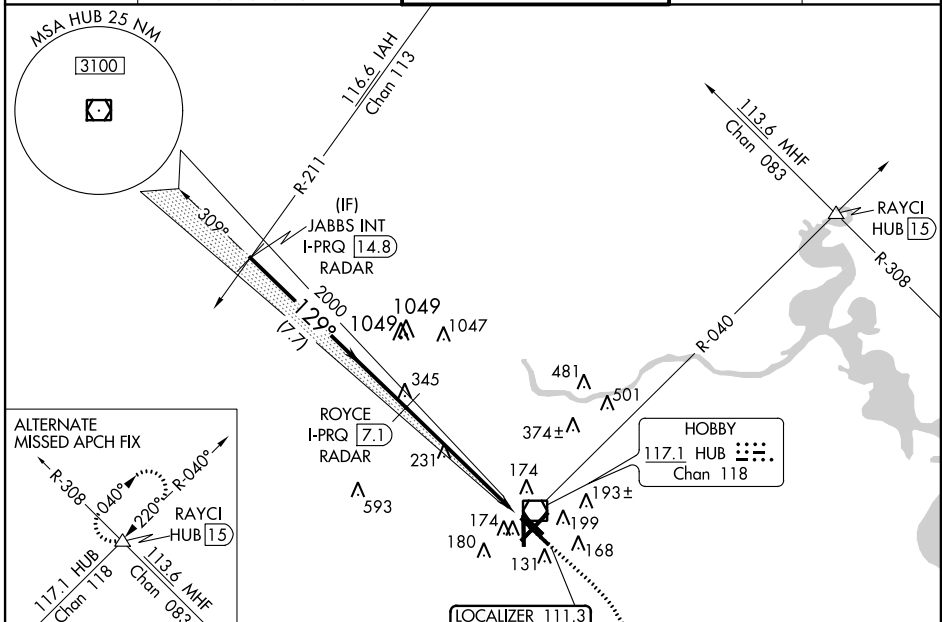 MSA HUB 25 NM
3100
116.6 IAH
Chan 113
R-211
309°
(IF)
JABBS INT
I-PRQ 14.8
RADAR
2000
129°
(7.7)
1049
1049
1047
345
ROYCE
I-PRQ 7.1
RADAR
231
593
481
501
374±
113.6 MHF
Chan 083
RAYCI
HUB 15
R-308
R-040
HOBBY
117.1 HUB
Chan 118
174
193±
174
199
180
168
131
LOCALIZER 111.3
ALTERNATE
MISSED APCH FIX
R-308
040°
220°
R-040°
RAYCI
HUB 15
117.1 HUB
Chan 118
113.6 MHF
Chan 083